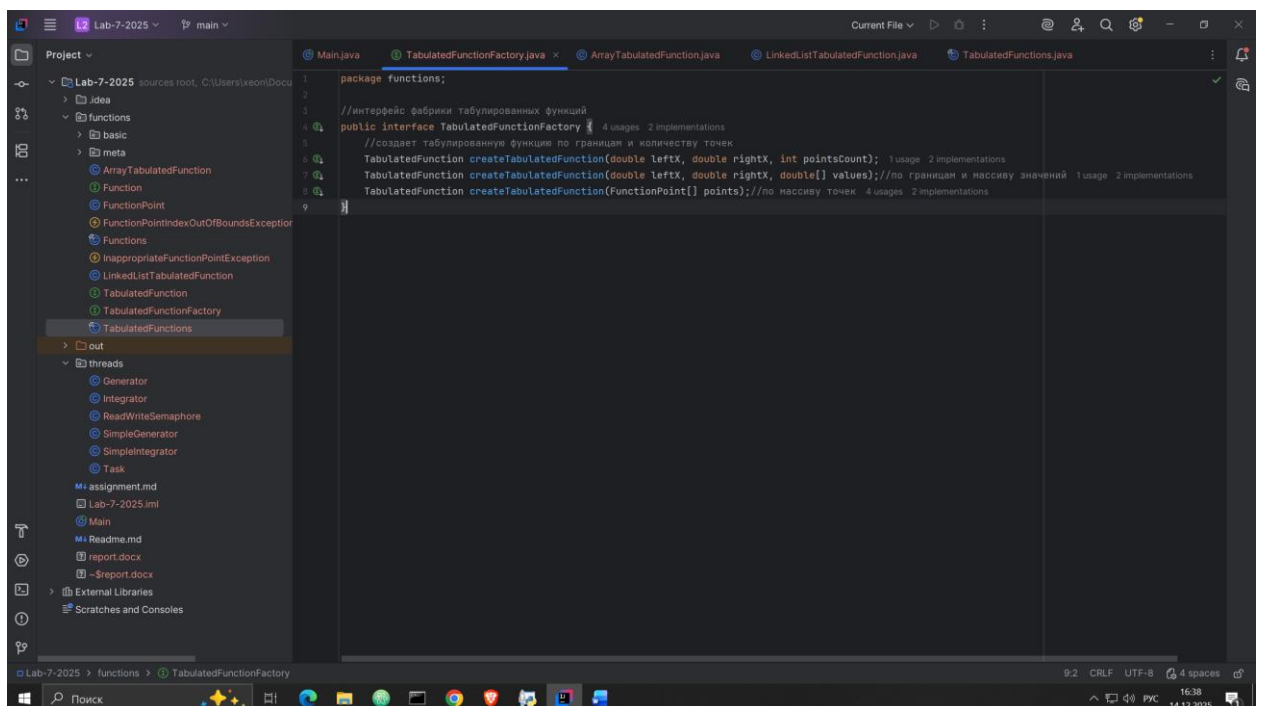 L2 Lab-7-2025 main Current File
Project
Main.java TabulatedFunctionFactory.java × ArrayTabulatedFunction.java LinkedListTabulatedFunction.java TabulatedFunctions.java
Lab-7-2025 sources root, C:\Users\xeon\Docu
.idea
functions
basic
meta
ArrayTabulatedFunction
Function
FunctionPoint
FunctionPointIndexOutOfBoundsException
Functions
InappropriateFunctionPointException
LinkedListTabulatedFunction
TabulatedFunction
TabulatedFunctionFactory
TabulatedFunctions
out
threads
Generator
Integrator
ReadWriteSemaphore
SimpleGenerator
SimpleIntegrator
Task
M↓ assignment.md
Lab-7-2025.iml
Main
M↓ Readme.md
report.docx
~$report.docx
External Libraries
Scratches and Consoles
1 package functions;
2
3 //интерфейс фабрики табулированных функций
4 public interface TabulatedFunctionFactory { 4 usages 2 implementations
5 //создает табулированную функцию по границам и количеству точек
6 TabulatedFunction createTabulatedFunction(double leftX, double rightX, int pointsCount); 1 usage 2 implementations
7 TabulatedFunction createTabulatedFunction(double leftX, double rightX, double[] values);//по границам и массиву значений 1 usage 2 implementations
8 TabulatedFunction createTabulatedFunction(FunctionPoint[] points);//по массиву точек 4 usages 2 implementations
9 }
Lab-7-2025 > functions > TabulatedFunctionFactory
9:2 CRLF UTF-8 4 spaces
Поиск
РУС
16:38
14.12.2025